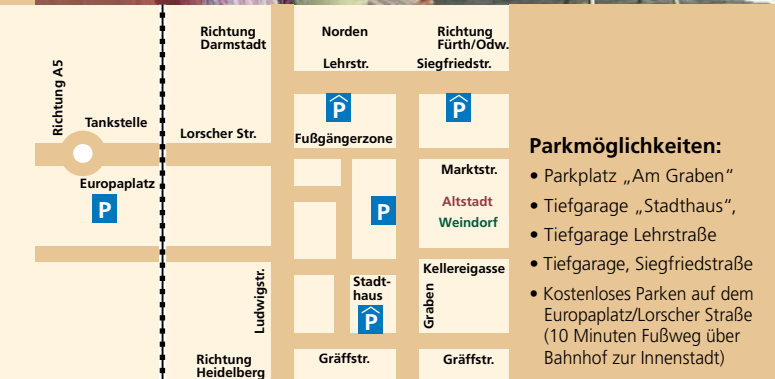 Richtung
Darmstadt
Norden
Richtung
Fürth/Odw.
Lehrstr.
Siegfriedstr.
Richtung A5
P
P
Tankstelle
Lorscher Str.
Fußgängerzone
Europaplatz
P
P
Marktstr.
Altstadt
Weindorf
Ludwigstr.
Stadt-
haus
P
Kellereigasse
Graben
Richtung
Heidelberg
Gräffstr.
Gräffstr.
Parkmöglichkeiten:
• Parkplatz „Am Graben“
• Tiefgarage „Stadthaus“,
• Tiefgarage Lehrstraße
• Tiefgarage, Siegfriedstraße
• Kostenloses Parken auf dem
Europaplatz/Lorscher Straße
(10 Minuten Fußweg über
Bahnhof zur Innenstadt)